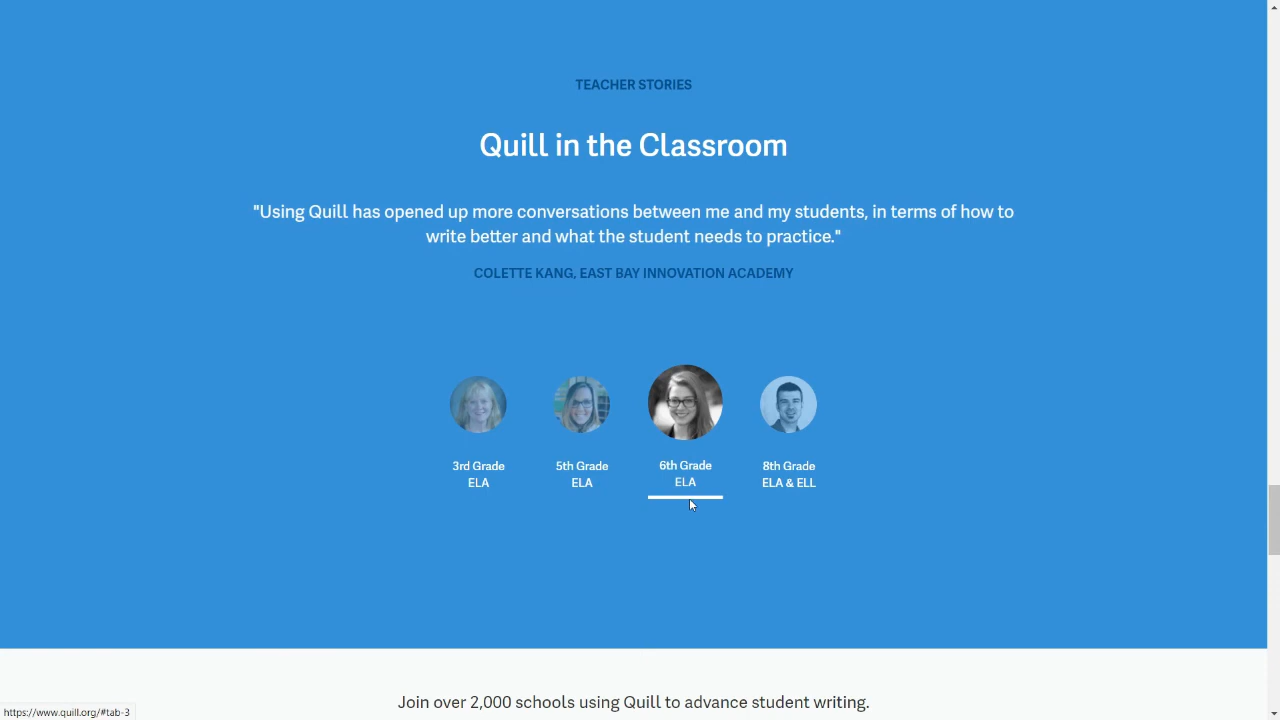 TEACHER STORIES
Quill in the Classroom
"Using Quill has opened up more conversations between me and my students, in terms of how to
write better and what the student needs to practice."
COLETTE KANG, EAST BAY INNOVATION ACADEMY
3rd Grade
ELA
5th Grade
ELA
6th Grade
ELA
8th Grade
ELA & ELL
Join over 2,000 schools using Quill to advance student writing.
https://www.quill.org/#tab-3